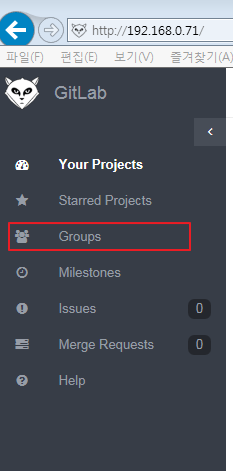 http://192.168.0.71/
파일(F) 편집(E) 보기(V) 즐겨찾기(A)
GitLab
Your Projects
Starred Projects
Groups
Milestones
Issues 0
Merge Requests 0
Help